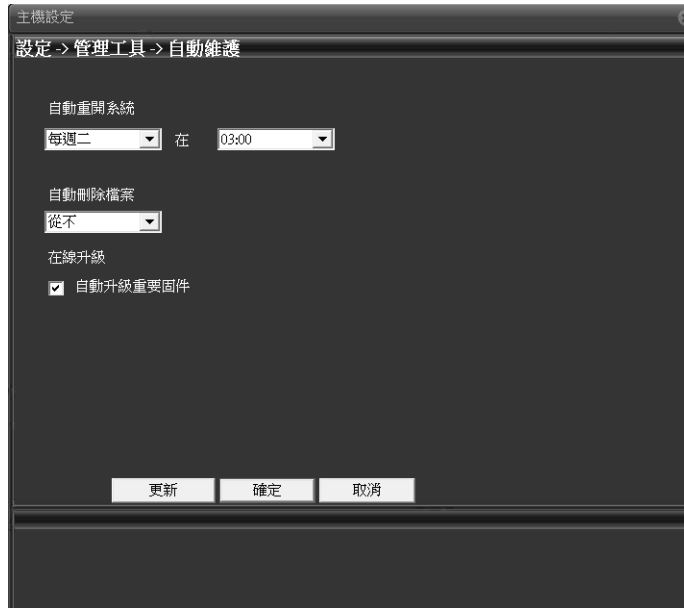 主機設定
設定 -> 管理工具 -> 自動維護
自動重開系統
每週二 在 03:00
自動刪除檔案
從不
在線升級
自動升級重要固件
更新 確定 取消